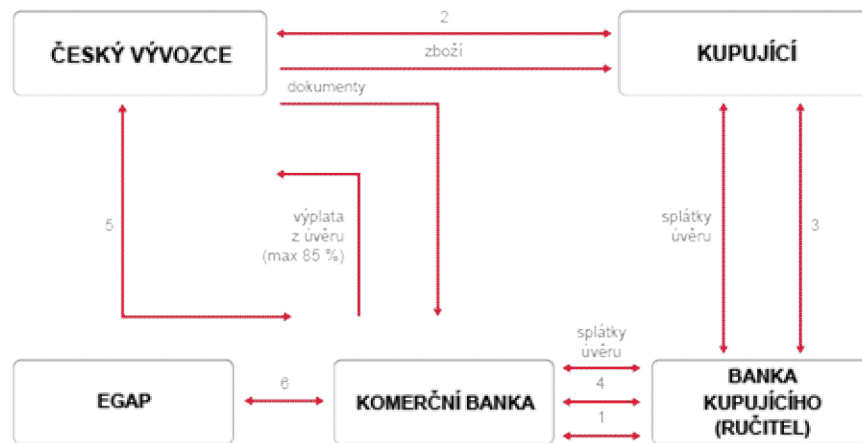 2
ČESKÝ VÝVOZCE
zboží
KUPUJÍCÍ
dokumenty
5
výplata
z úvěru
(max 85 %)
splátky
úvěru
3
splátky
úvěru
EGAP
6
KOMERČNÍ BANKA
4
1
BANKA
KUPUJÍCÍHO
(RUČITEL)